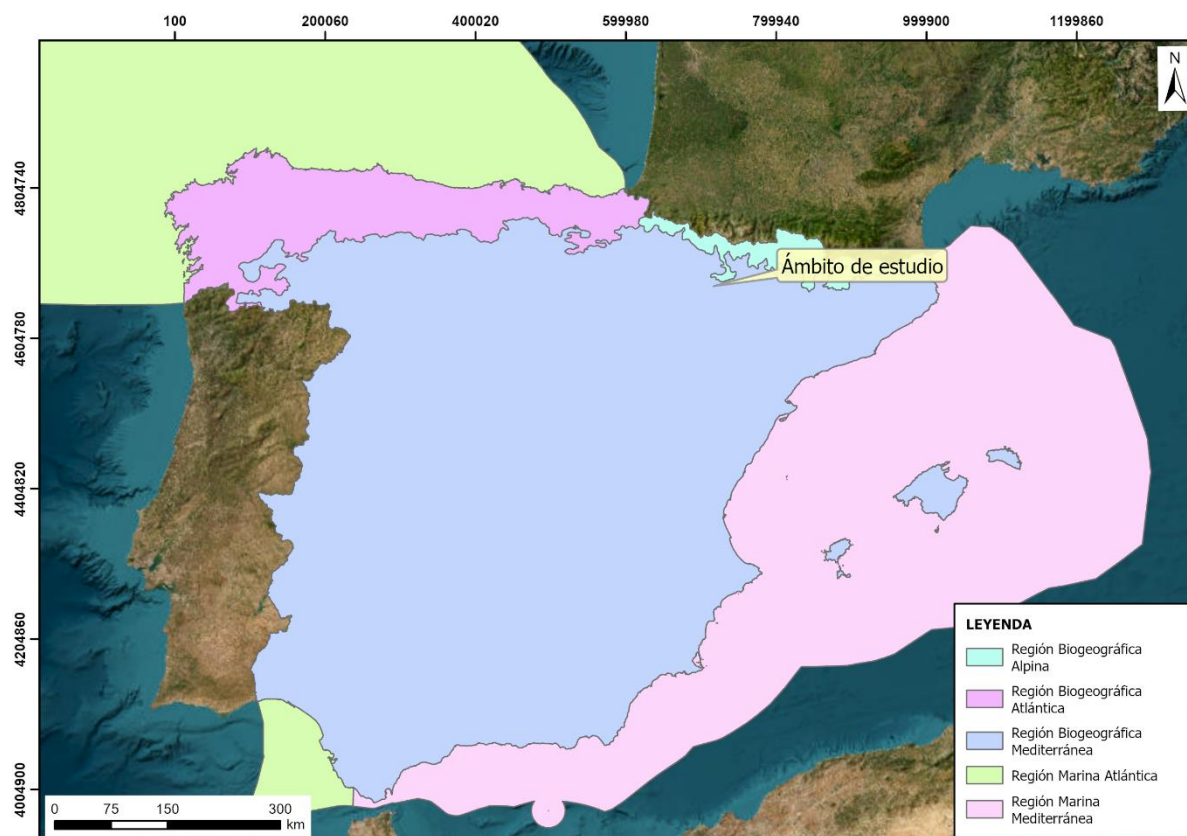 100
200060
400020
599980
799940
9999900
1199860
N
4804740
4604780
4404820
4204860
4004900
Ámbito de estudio
LEYENDA
Región Biogeográfica
Alpina
Región Biogeográfica
Atlántica
Región Biogeográfica
Mediterránea
Región Marina Atlántica
Región Marina
Mediterránea
0 75 150 300
km